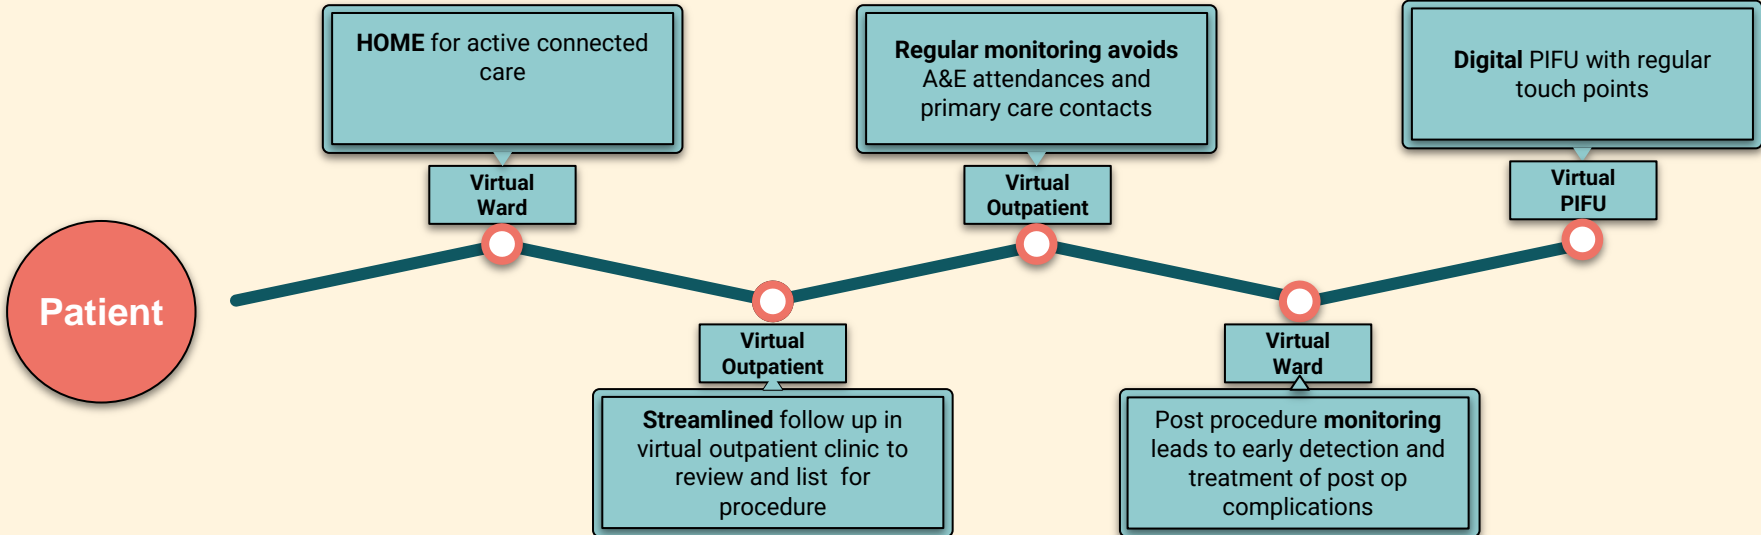 HOME for active connected
care
Virtual
Ward
Regular monitoring avoids
A&E attendances and
primary care contacts
Virtual
Outpatient
Digital PIFU with regular
touch points
Virtual
PIFU
Patient
Virtual
Outpatient
Streamlined follow up in
virtual outpatient clinic to
review and list for
procedure
Virtual
Ward
Post procedure monitoring
leads to early detection and
treatment of post op
complications